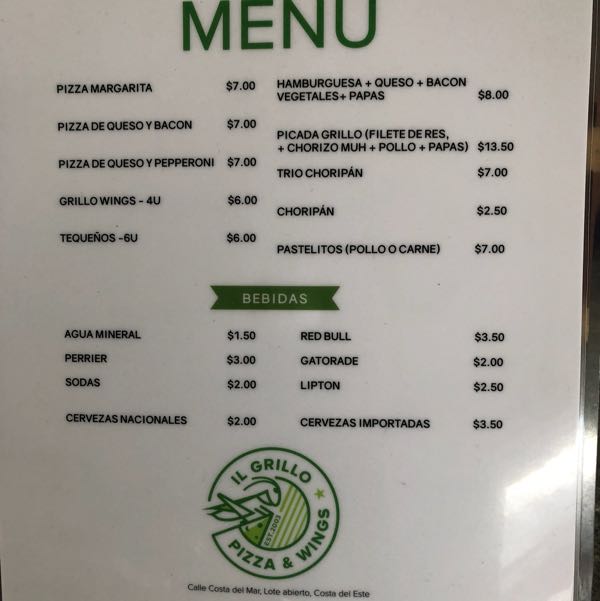 MENU
PIZZA MARGARITA $7.00
PIZZA DE QUESO Y BACON $7.00
PIZZA DE QUESO Y PEPPERONI $7.00
GRILLO WINGS - 4U $6.00
TEQUEÑOS -6U $6.00
HAMBURGUESA + QUESO + BACON
VEGETALES+ PAPAS $8.00
PICADA GRILLO (FILETE DE RES,
+ CHORIZO MUH + POLLO + PAPAS) $13.50
TRIO CHORIPÁN $7.00
CHORIPÁN $2.50
PASTELITOS (POLLO O CARNE) $7.00
BEBIDAS
AGUA MINERAL $1.50
PERRIER $3.00
SODAS $2.00
CERVEZAS NACIONALES $2.00
RED BULL $3.50
GATORADE $2.00
LIPTON $2.50
CERVEZAS IMPORTADAS $3.50
IL GRILLO
EST.2003
PIZZA & WINGS
Calle Costa del Mar, Lote abierto, Costa del Este